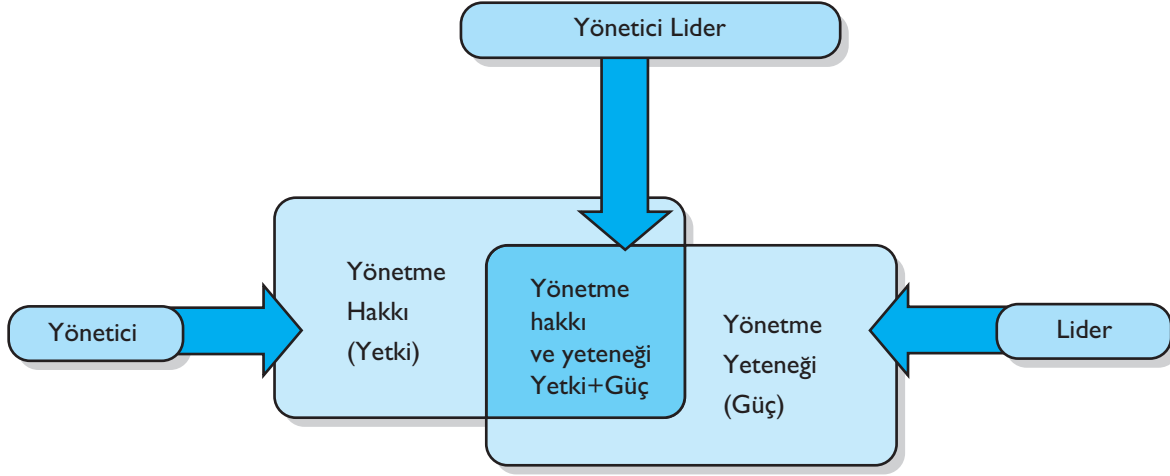 Yönetici Lider
Yönetme
Hakkı
(Yetki)
Yönetme
hakkı
ve yeteneği
Yetki+Güç
Yönetme
Yeteneği
(Güç)
Yönetici
Lider